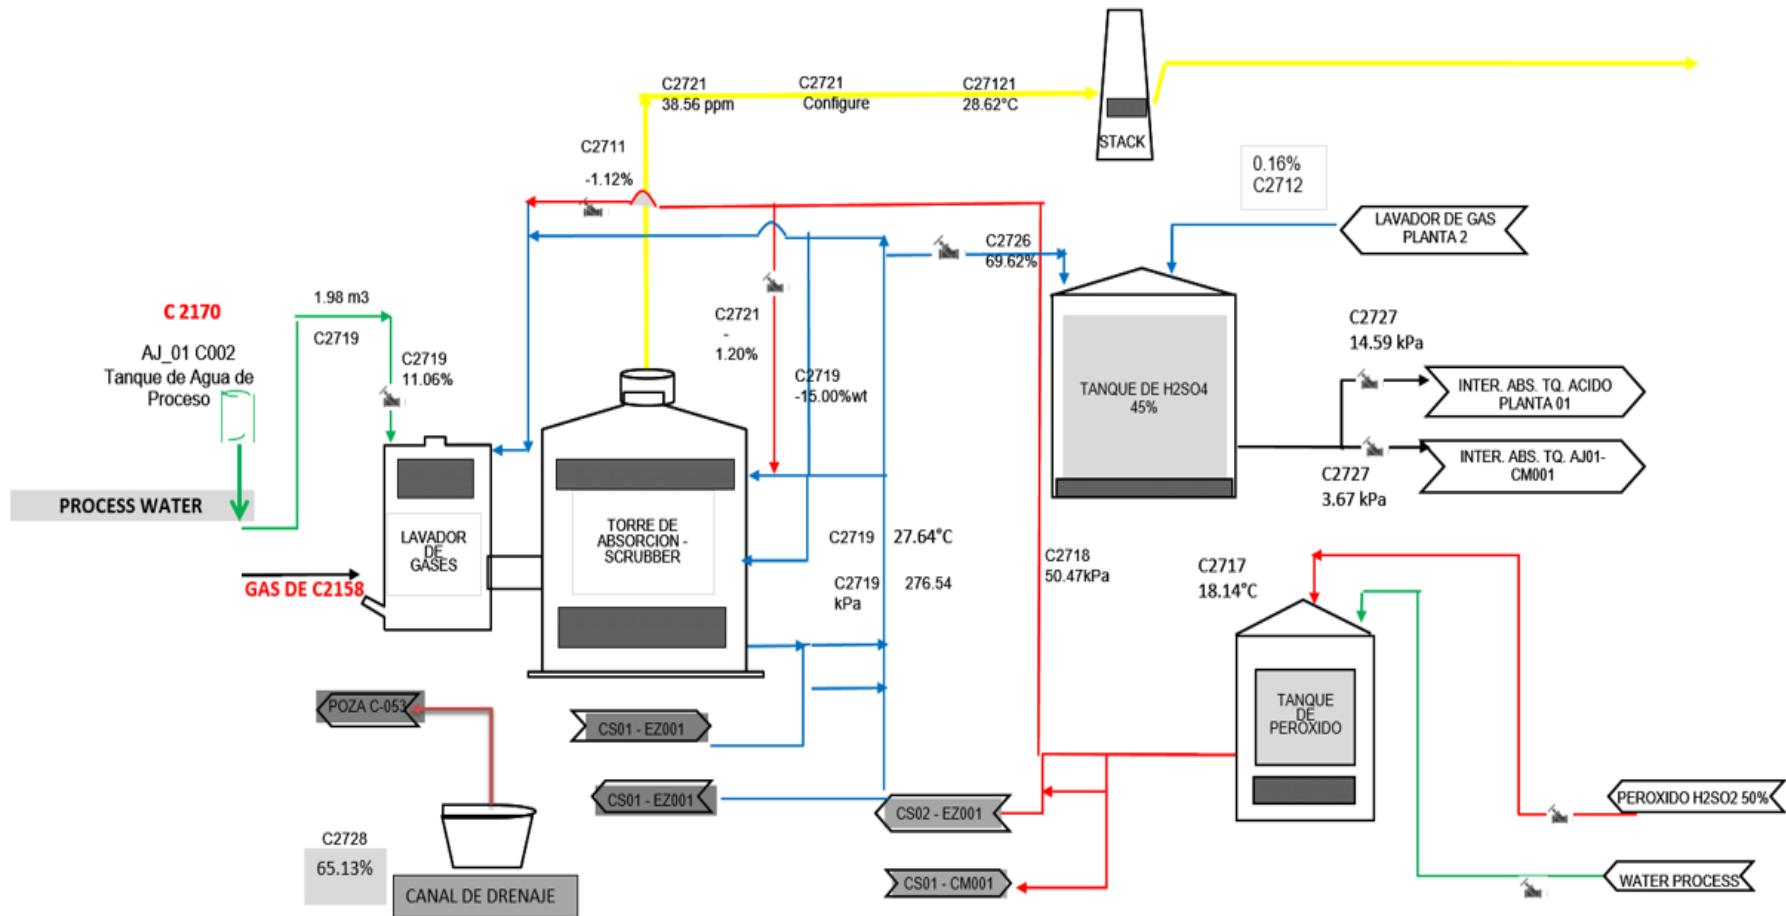 C2721
38.56 ppm
C2721
Configure
C27121
28.62°C
STACK
C2711
-1.12%
0.16%
C2712
LAVADOR DE GAS
PLANTA 2
C2726
69.62%
C 2170
AJ_01 C002
Tanque de Agua de
Proceso
1.98 m3
C2719
C2719
11.06%
C2721
-
1.20%
C2719
-15.00%wt
C2727
14.59 kPa
INTER. ABS. TQ. ACIDO
PLANTA 01
TANQUE DE H2SO4
45%
INTER. ABS. TQ. AJ01-
CM001
C2727
3.67 kPa
PROCESS WATER
GAS DE C2158
LAVADOR
DE
GASES
TORRE DE
ABSORCION -
SCRUBBER
C2719
27.64°C
C2719
276.54
kPa
C2718
50.47kPa
C2717
18.14°C
POZA C-053
CS01 - EZ001
CS01 - EZ001
CS02 - EZ001
CS01 - CM001
TANQUE
DE
PEROXIDO
PEROXIDO H2SO2 50%
WATER PROCESS
C2728
65.13%
CANAL DE DRENAJE